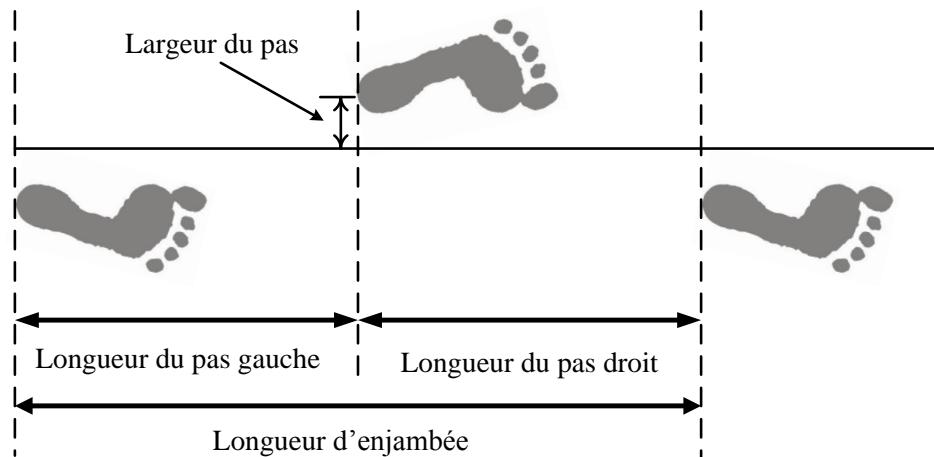 Largeur du pas
Longueur du pas gauche
Longueur du pas droit
Longueur d’enjambée